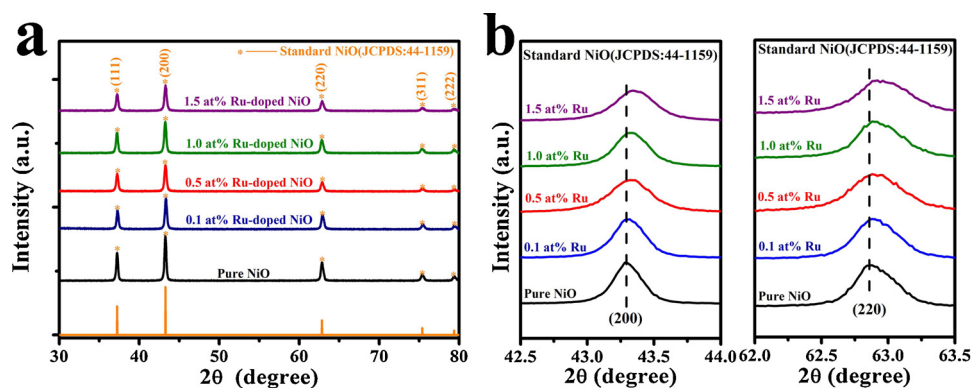 a
* — Standard NiO(JCPDS:44-1159)
*(111)
*(200)
*(220)
*(311)
*(222)
1.5 at% Ru-doped NiO
1.0 at% Ru-doped NiO
0.5 at% Ru-doped NiO
0.1 at% Ru-doped NiO
Pure NiO
Intensity (a.u.)
30 40 50 60 70 80
2θ (degree)
b
Standard NiO(JCPDS:44-1159)
1.5 at% Ru
1.0 at% Ru
0.5 at% Ru
0.1 at% Ru
Pure NiO
(200)
Intensity (a.u.)
42.5 43.0 43.5 44.0
2θ (degree)
Standard NiO(JCPDS:44-1159)
1.5 at% Ru
1.0 at% Ru
0.5 at% Ru
0.1 at% Ru
Pure NiO
(220)
62.0 62.5 63.0 63.5
2θ (degree)